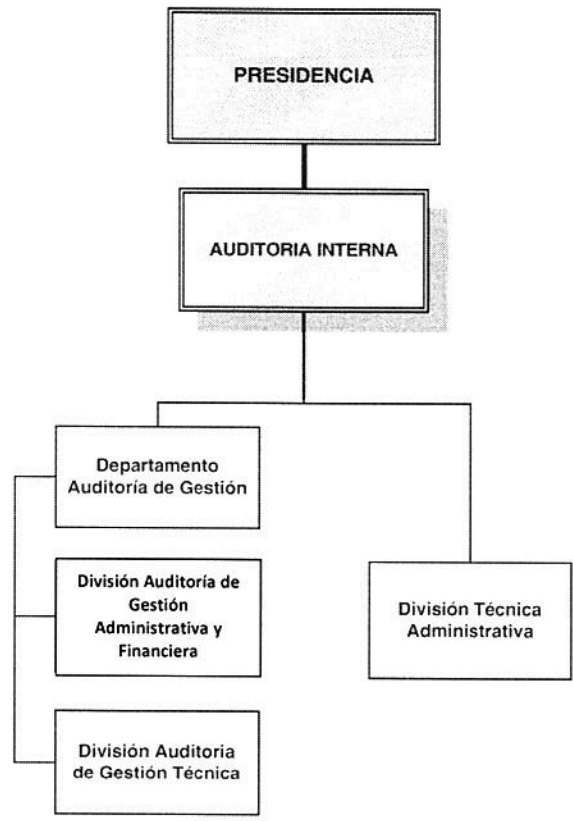 PRESIDENCIA
AUDITORIA INTERNA
Departamento
Auditoría de Gestión
División Auditoría de
Gestión
Administrativa y
Financiera
División Técnica
Administrativa
División Auditoria
de Gestión Técnica